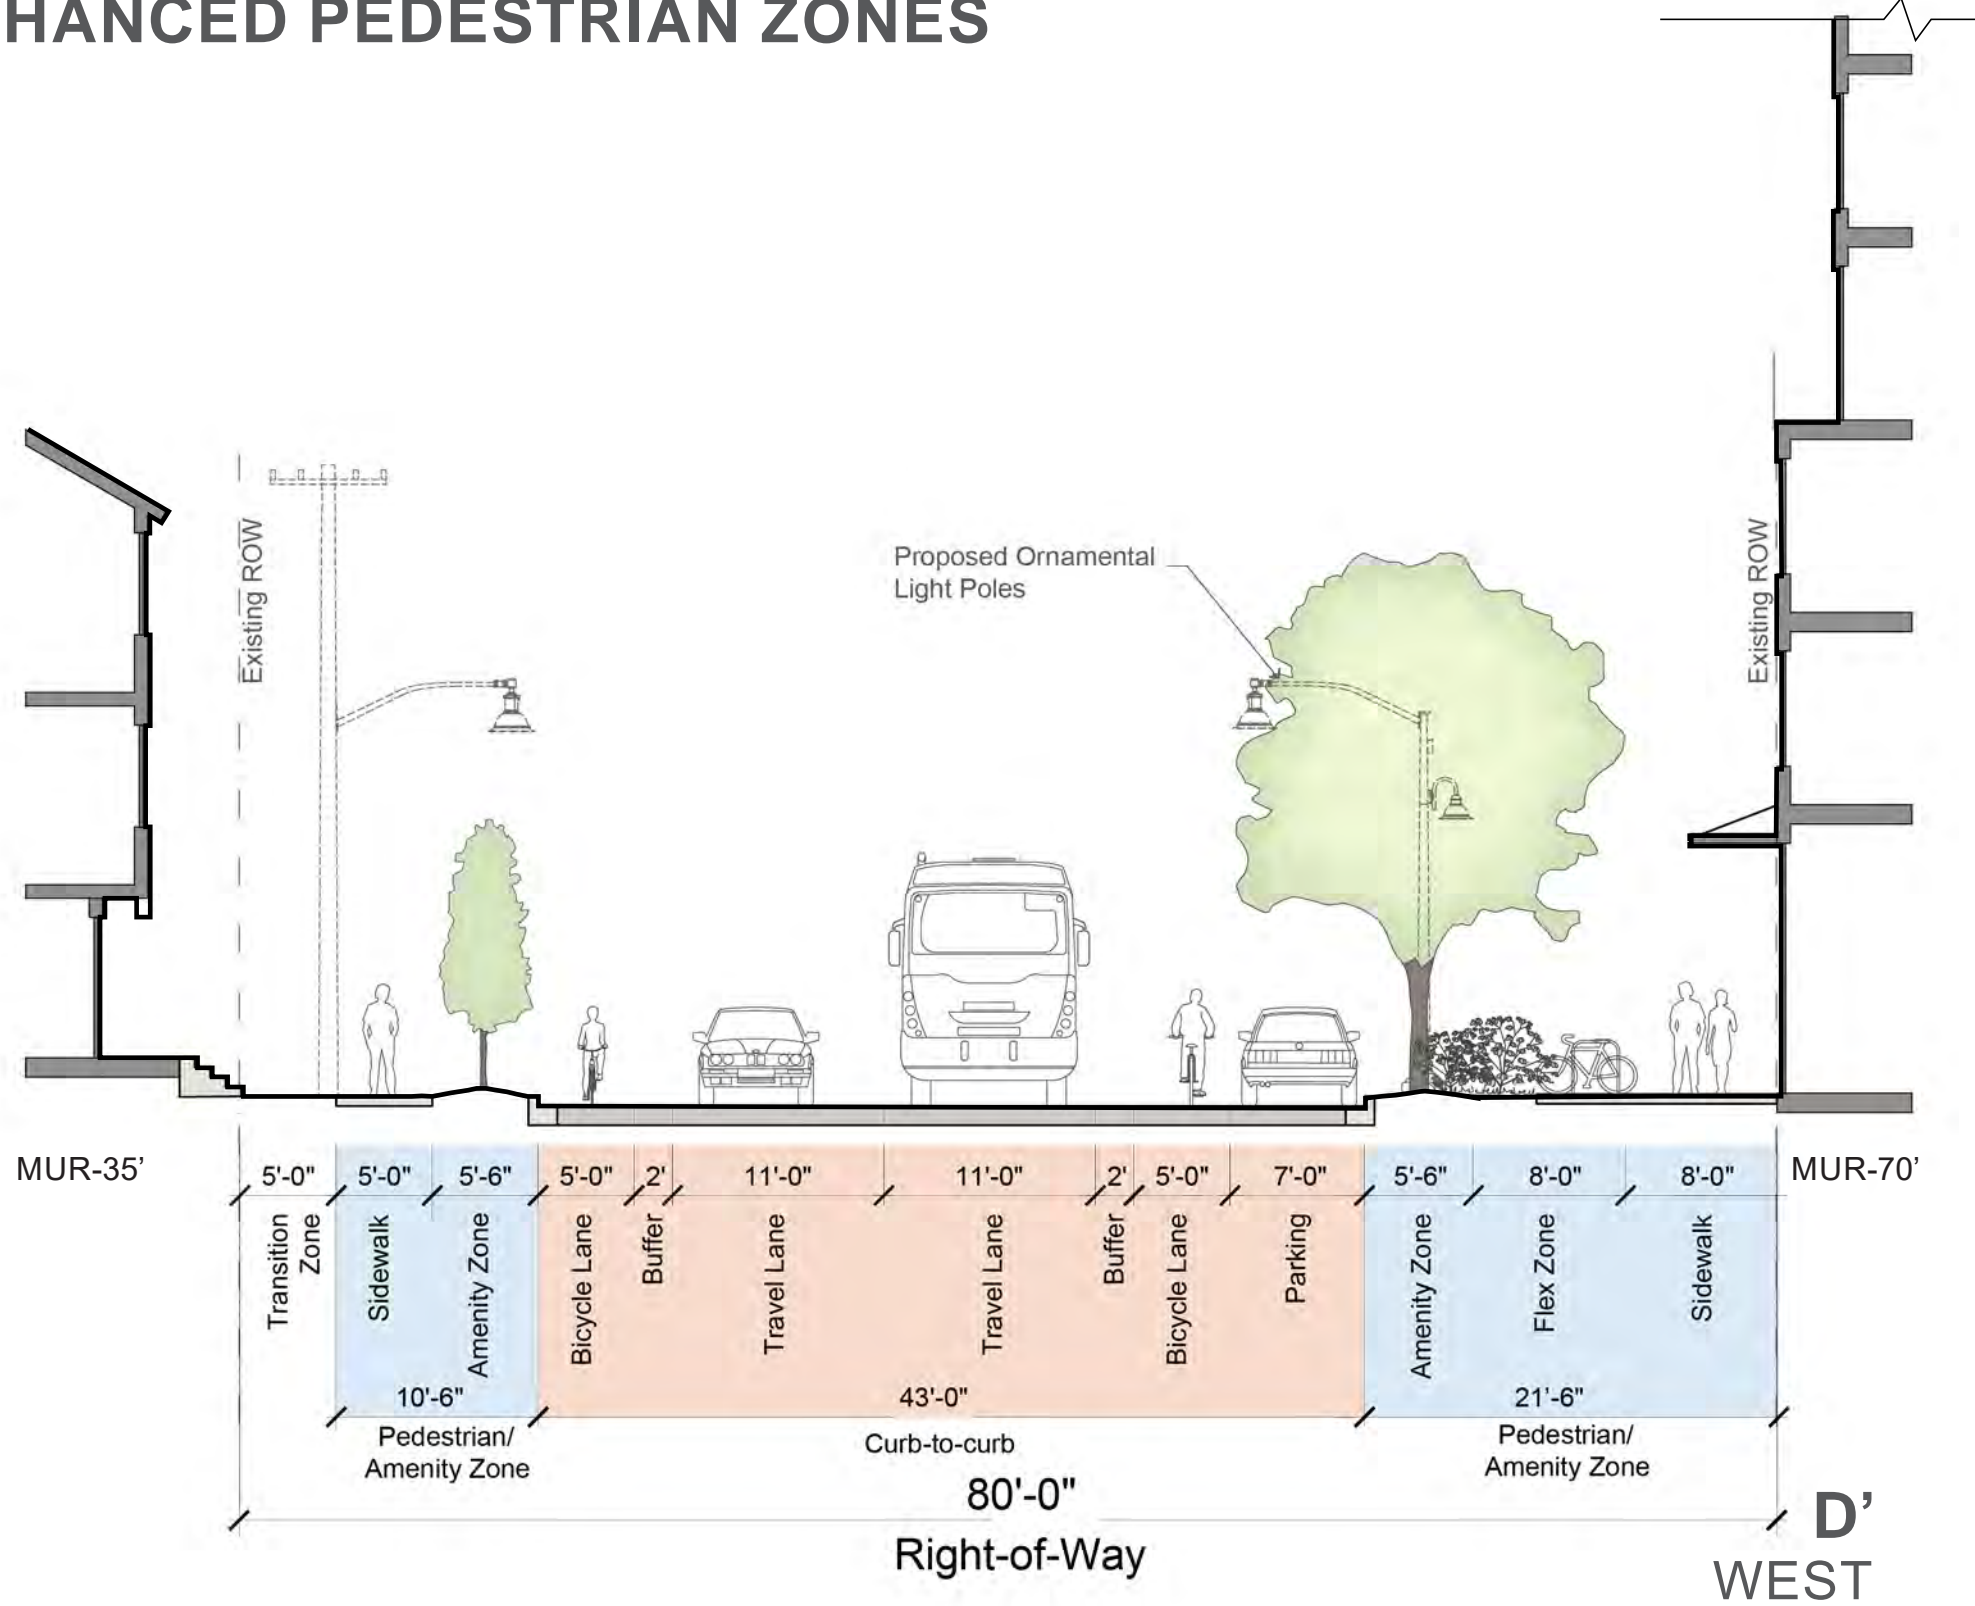 HANCED PEDESTRIAN ZONES
Existing ROW
Proposed Ornamental
Light Poles
Existing ROW
MUR-35’
5'-0"
5'-0"
5'-6"
5'-0"
2'
11'-0"
11'-0"
2'
5'-0"
7'-0"
5'-6"
8'-0"
8'-0"
MUR-70’
Transition
Zone
Sidewalk
Amenity Zone
Bicycle Lane
Buffer
Travel Lane
Travel Lane
Buffer
Bicycle Lane
Parking
Amenity Zone
Flex Zone
Sidewalk
10'-6"
43'-0"
21'-6"
Pedestrian/
Amenity Zone
Curb-to-curb
Pedestrian/
Amenity Zone
80'-0"
Right-of-Way
D’
WEST